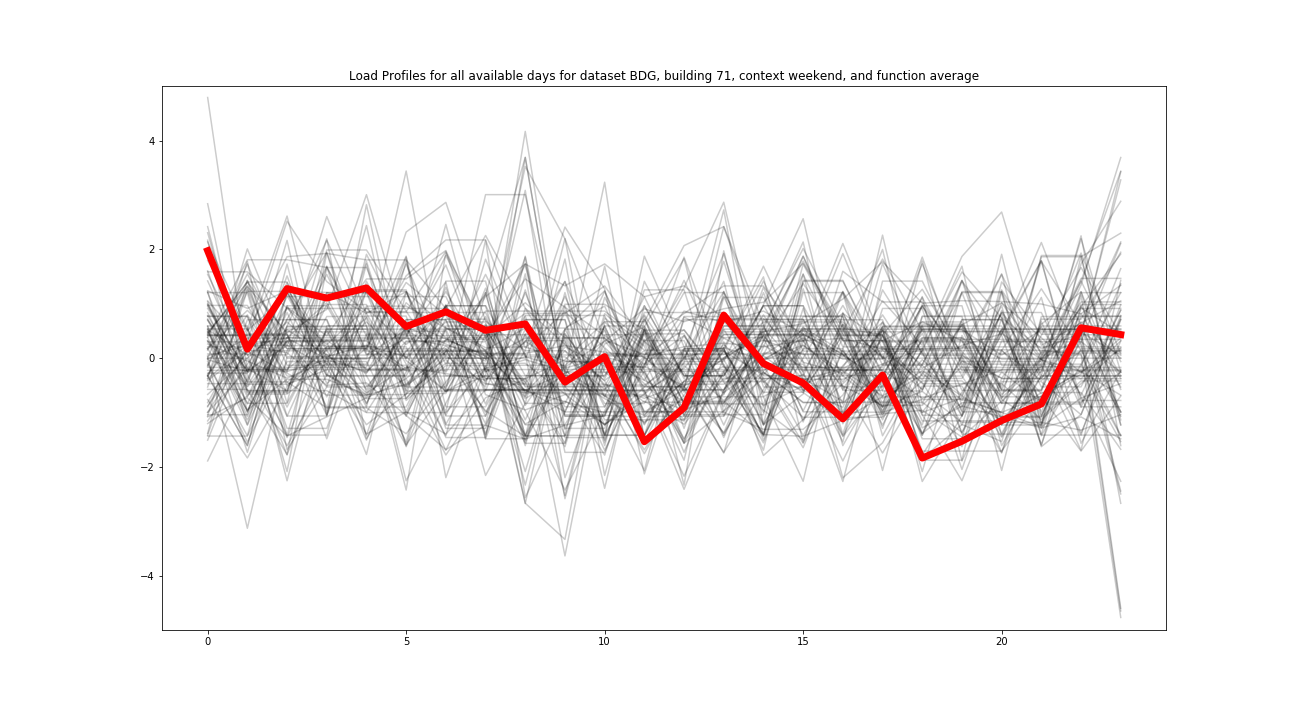 Load Profiles for all available days for dataset BDG, building 71, context weekend, and function average
4
2
0
−2
−4
0 5 10 15 20